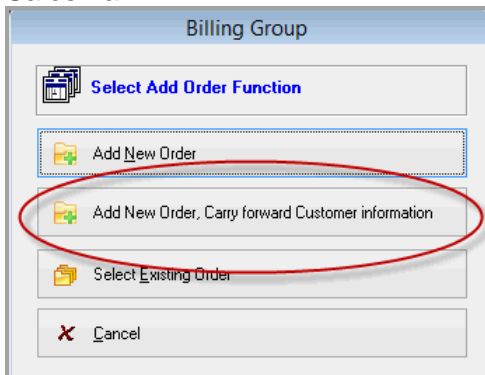 Billing Group
Select Add Order Function
Add New Order
Add New Order, Carry forward Customer information
Select Existing Order
Cancel